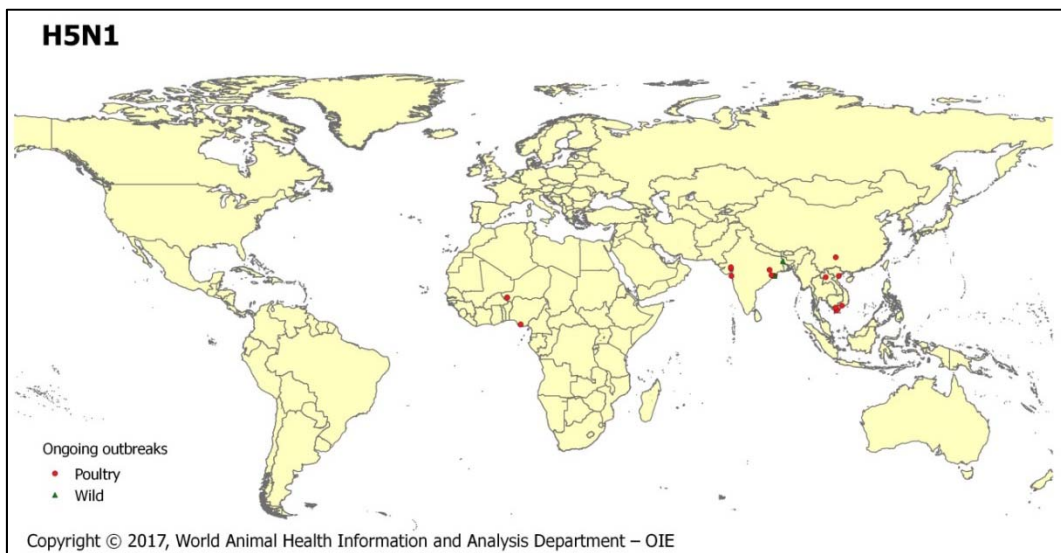 H5N1
Ongoing outbreaks
Poultry
Wild
Copyright © 2017, World Animal Health Information and Analysis Department – OIE